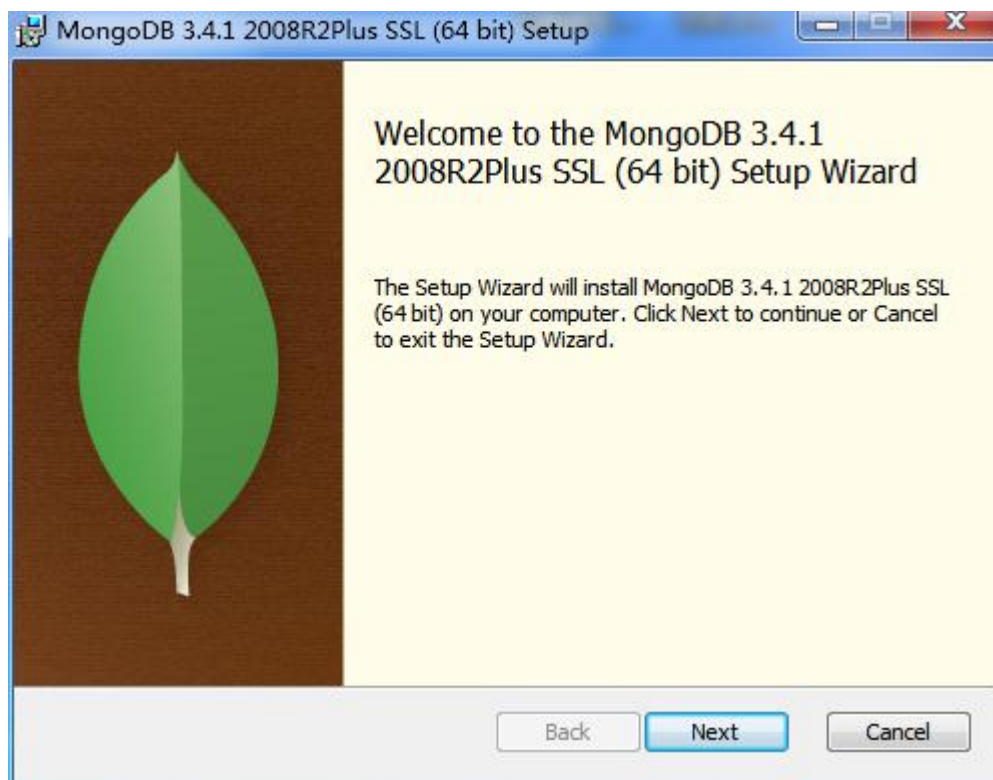 MongoDB 3.4.1 2008R2Plus SSL (64 bit) Setup
Welcome to the MongoDB 3.4.1
2008R2Plus SSL (64 bit) Setup Wizard
The Setup Wizard will install MongoDB 3.4.1 2008R2Plus SSL
(64 bit) on your computer. Click Next to continue or Cancel
to exit the Setup Wizard.
Back Next Cancel